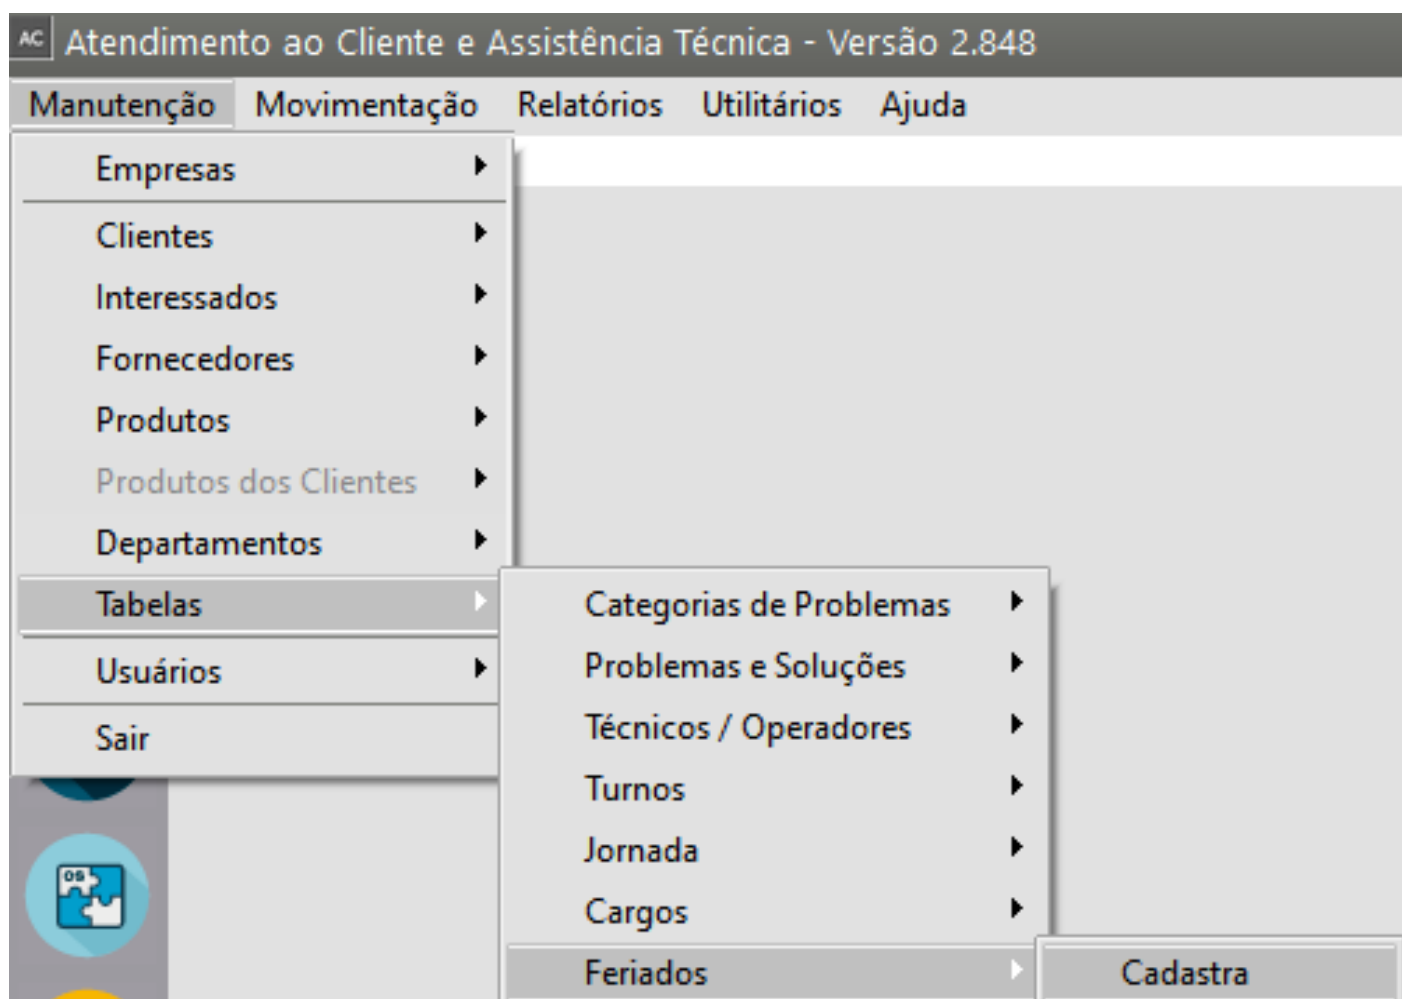 AC Atendimento ao Cliente e Assistência Técnica - Versão 2.848
Manutenção Movimentação Relatórios Utilitários Ajuda
Empresas
Clientes
Interessados
Fornecedores
Produtos
Produtos dos Clientes
Departamentos
Tabelas
Usuários
Sair
Categorias de Problemas
Problemas e Soluções
Técnicos / Operadores
Turnos
Jornada
Cargos
Feriados
Cadastra
OS